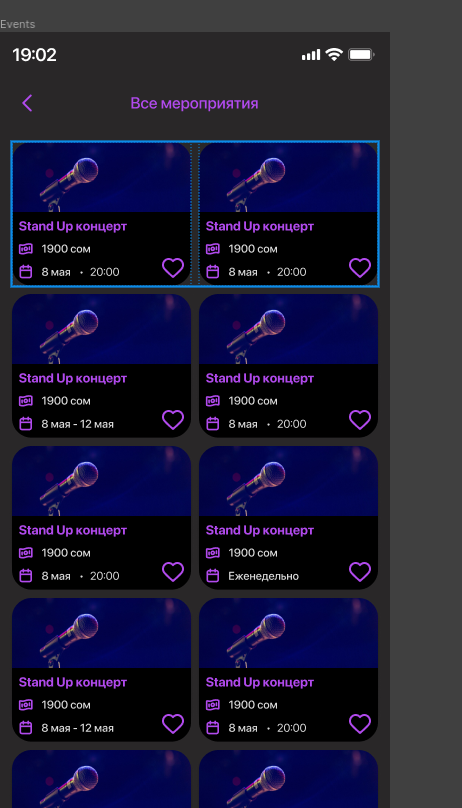 Events
19:02
Все мероприятия
Stand Up концерт
1900 сом
8 мая • 20:00
Stand Up концерт
1900 сом
8 мая • 20:00
Stand Up концерт
1900 сом
8 мая - 12 мая
Stand Up концерт
1900 сом
8 мая • 20:00
Stand Up концерт
1900 сом
8 мая • 20:00
Stand Up концерт
1900 сом
Еженедельно
Stand Up концерт
1900 сом
8 мая - 12 мая
Stand Up концерт
1900 сом
8 мая • 20:00